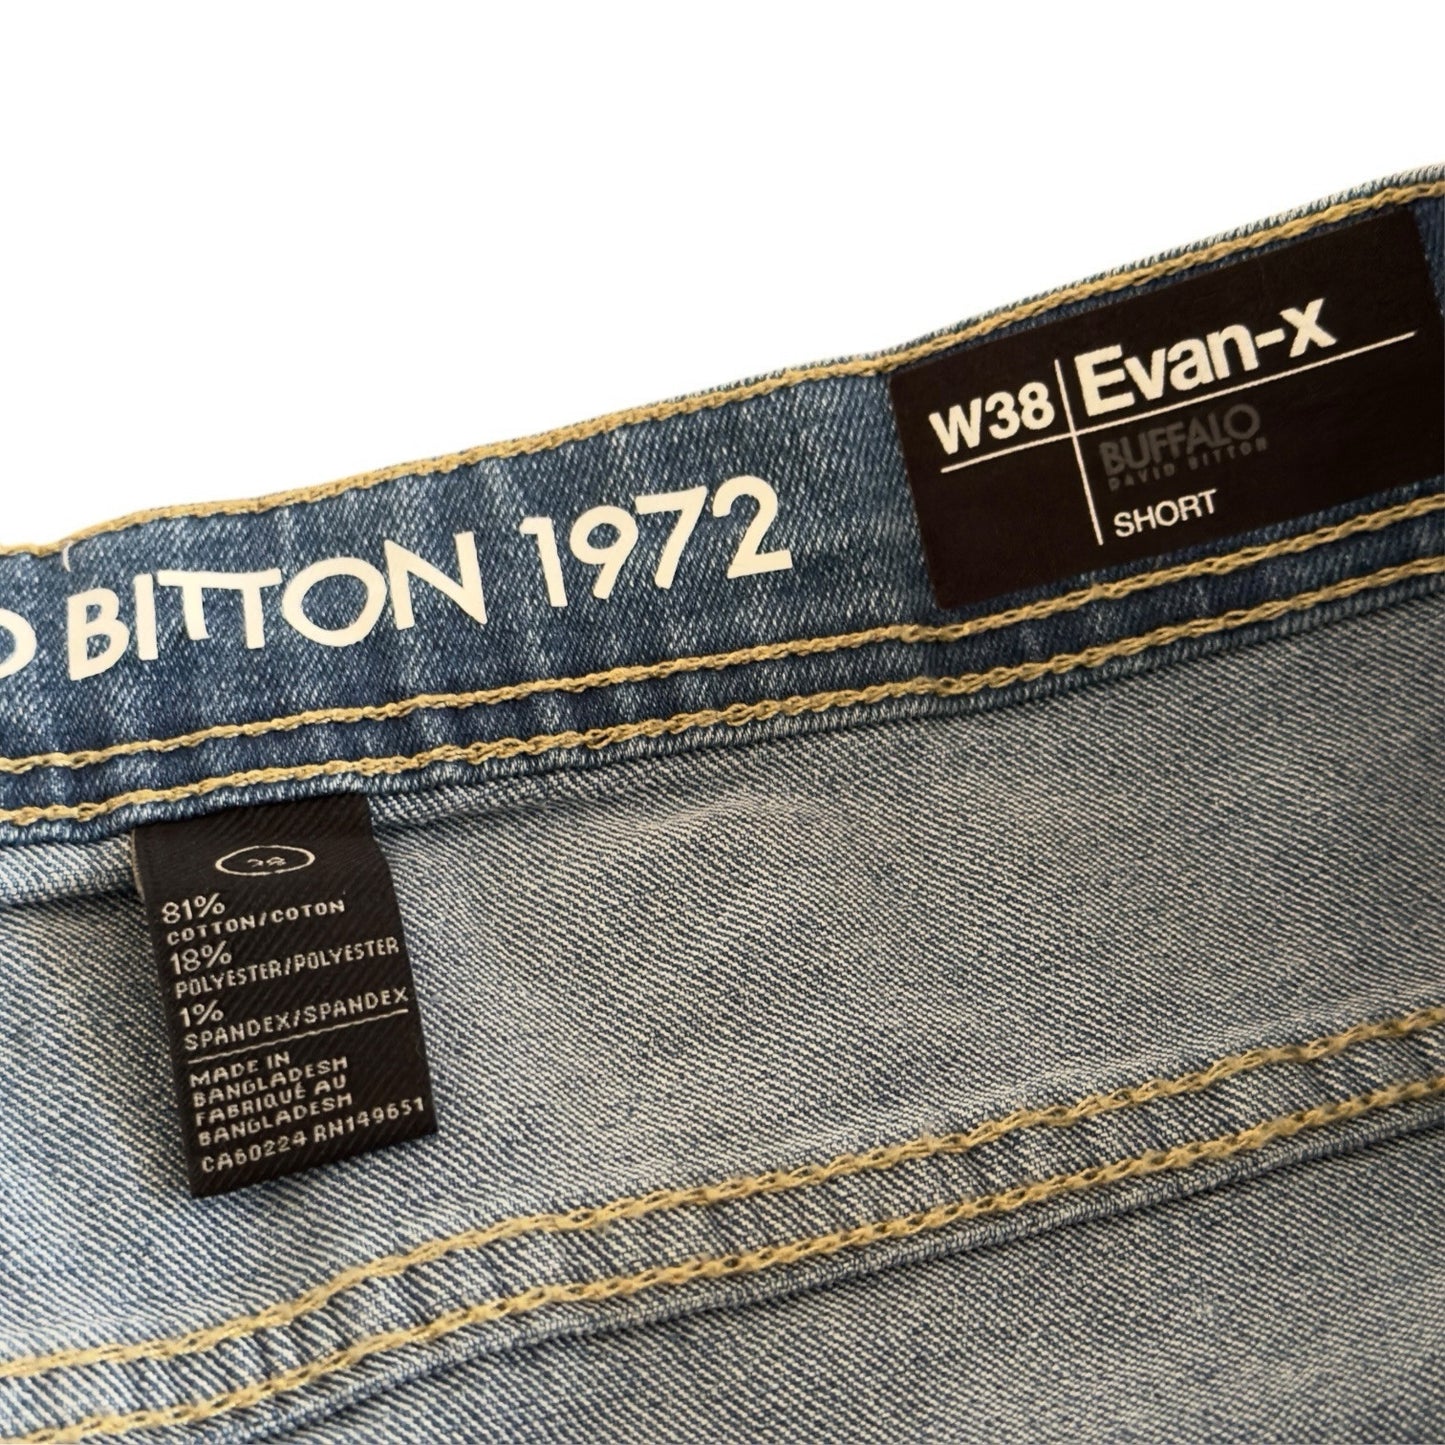 BITTON 1972
W38 Evan-x
BUFFALO
DAVID BITTON
SHORT
38
81%
COTTON/COTON
18%
POLYESTER/POLYESTER
1%
SPANDEX/SPANDEX
MADE IN
BANGLADESH
FABRIQUÉ AU
BANGLADESH
CA60224 RN149651